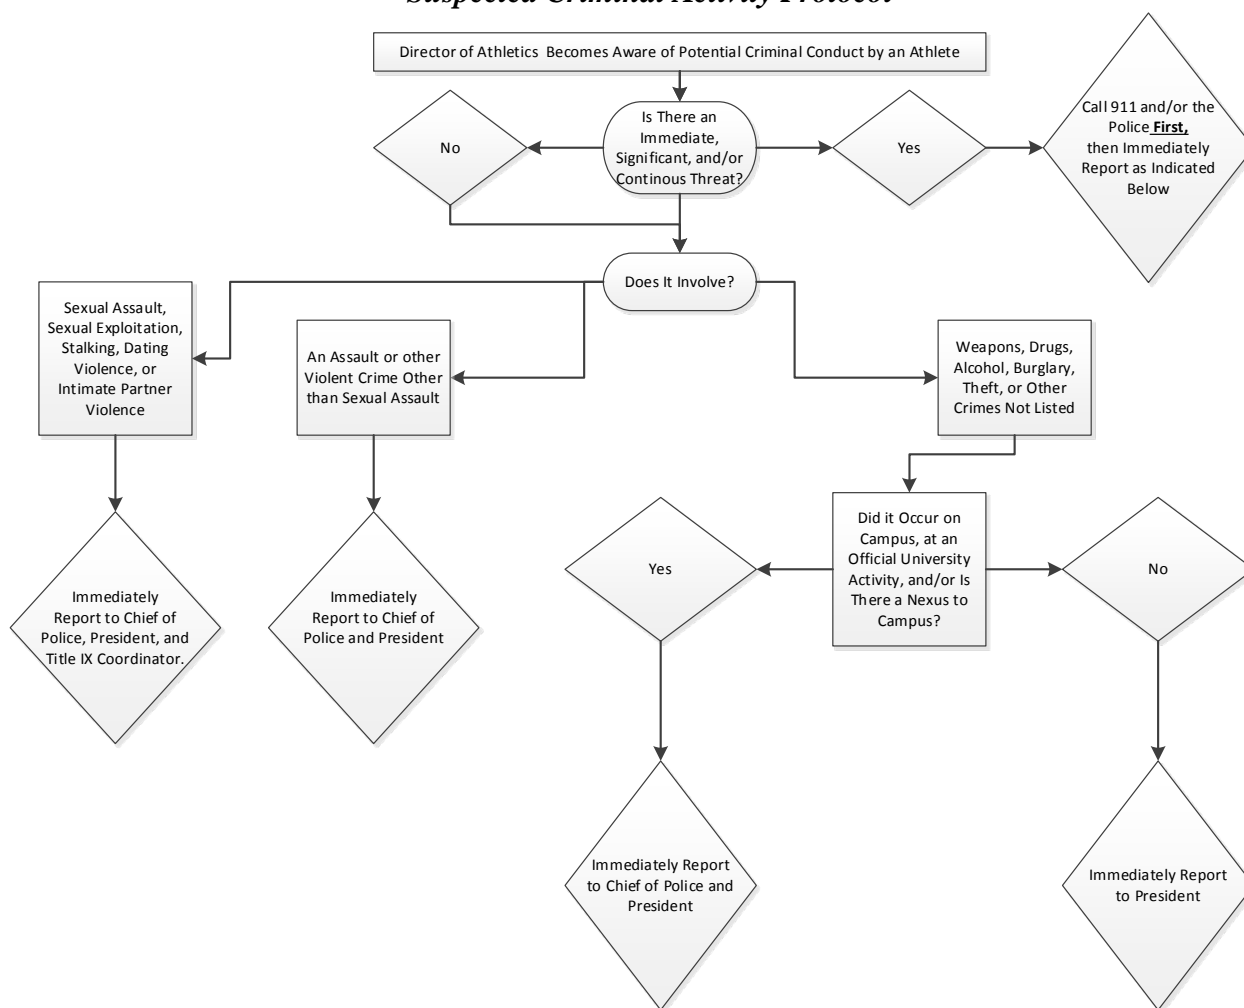 Suspected Criminal Activity Protocol
Director of Athletics Becomes Aware of Potential Criminal Conduct by an Athlete
Is There an
Immediate,
Significant, and/or
Continous Threat?
No
Yes
Call 911 and/or the
Police First,
then Immediately
Report as Indicated
Below
Does It Involve?
Sexual Assault,
Sexual Exploitation,
Stalking, Dating
Violence, or
Intimate Partner
Violence
An Assault or other
Violent Crime Other
than Sexual Assault
Weapons, Drugs,
Alcohol, Burglary,
Theft, or Other
Crimes Not Listed
Immediately
Report to Chief of
Police, President, and
Title IX Coordinator.
Immediately
Report to Chief of
Police and President
Yes
Did it Occur on
Campus, at an
Official University
Activity, and/or Is
There a Nexus to
Campus?
No
Immediately Report
to Chief of Police and
President
Immediately Report
to President